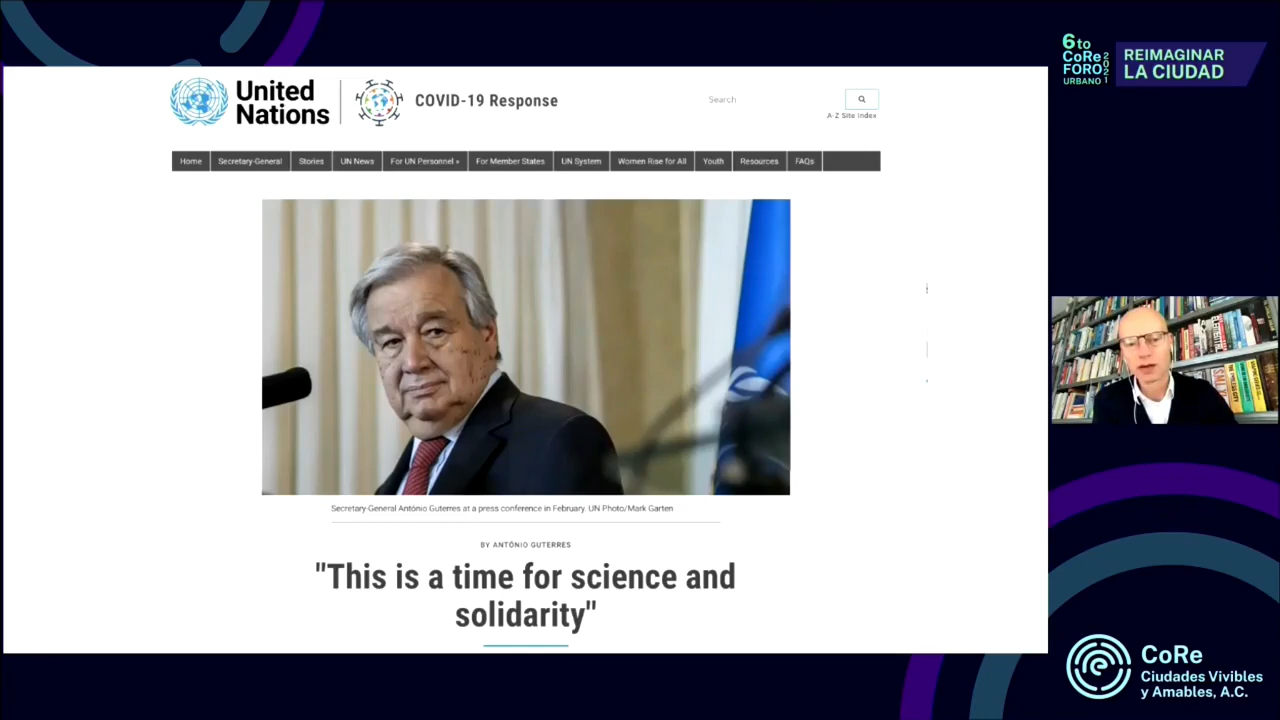 United
Nations
COVID-19 Response
Search
A-Z Site Index
Home
Secretary-General
Stories
UN News
For UN Personnel »
For Member States
UN System
Women Rise for All
Youth
Resources
FAQs
Secretary-General António Guterres at a press conference in February. UN Photo/Mark Garten
BY ANTÓNIO GUTERRES
"This is a time for science and
solidarity"
6to
CoRe
FORO
URBANO
2021
REIMAGINAR
LA CIUDAD
CoRe
Ciudades Vivibles
y Amables, A.C.